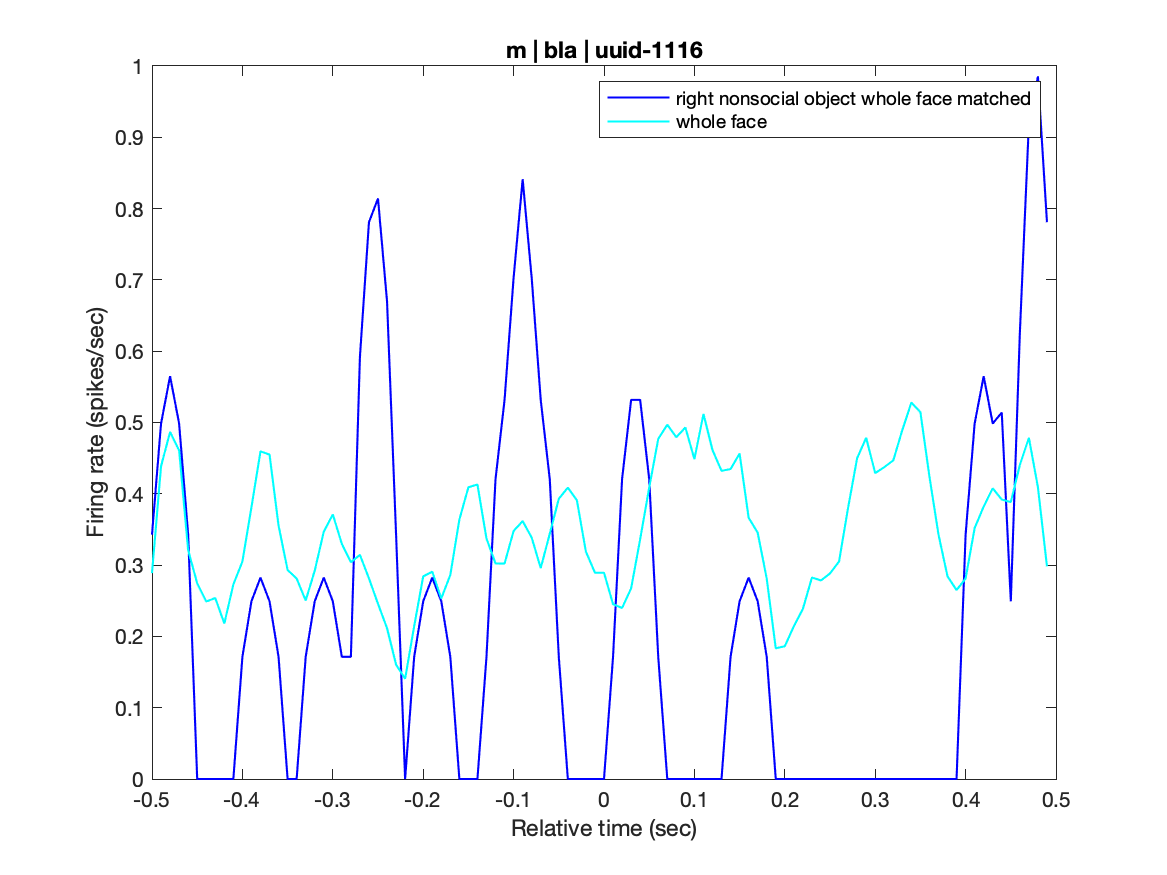 m | bla | uuid-1116
right nonsocial object whole face matched
whole face
Firing rate (spikes/sec)
1
0.9
0.8
0.7
0.6
0.5
0.4
0.3
0.2
0.1
0
-0.5 -0.4 -0.3 -0.2 -0.1 0 0.1 0.2 0.3 0.4 0.5
Relative time (sec)